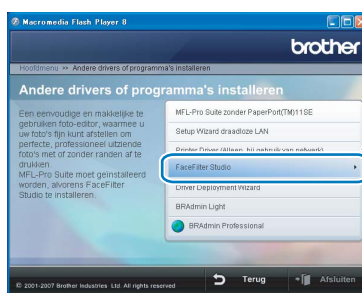 Macromedia Flash Player 8
brother
Hoofdmenu >> Andere drivers of programma's installeren
Andere drivers of programma's installeren
Een eenvoudige en makkelijke te
gebruiken foto-editor, waarmee u
uw foto's fijn kunt afstellen om
perfecte, professioneel uitziende
foto's met of zonder randen af te
drukken.
MFL-Pro Suite moet geïnstalleerd
worden, alvorens FaceFilter
Studio te installeren.
MFL-Pro Suite zonder PaperPort(TM)11SE
Setup Wizard draadloze LAN
Printer Driver (Alleen, bij gebruik van netwerk)
FaceFilter Studio
Driver Deployment Wizard
BRAdmin Light
BRAdmin Professional
© 2001-2007 Brother Industries Ltd. All rights reserved
Terug
Afsluiten